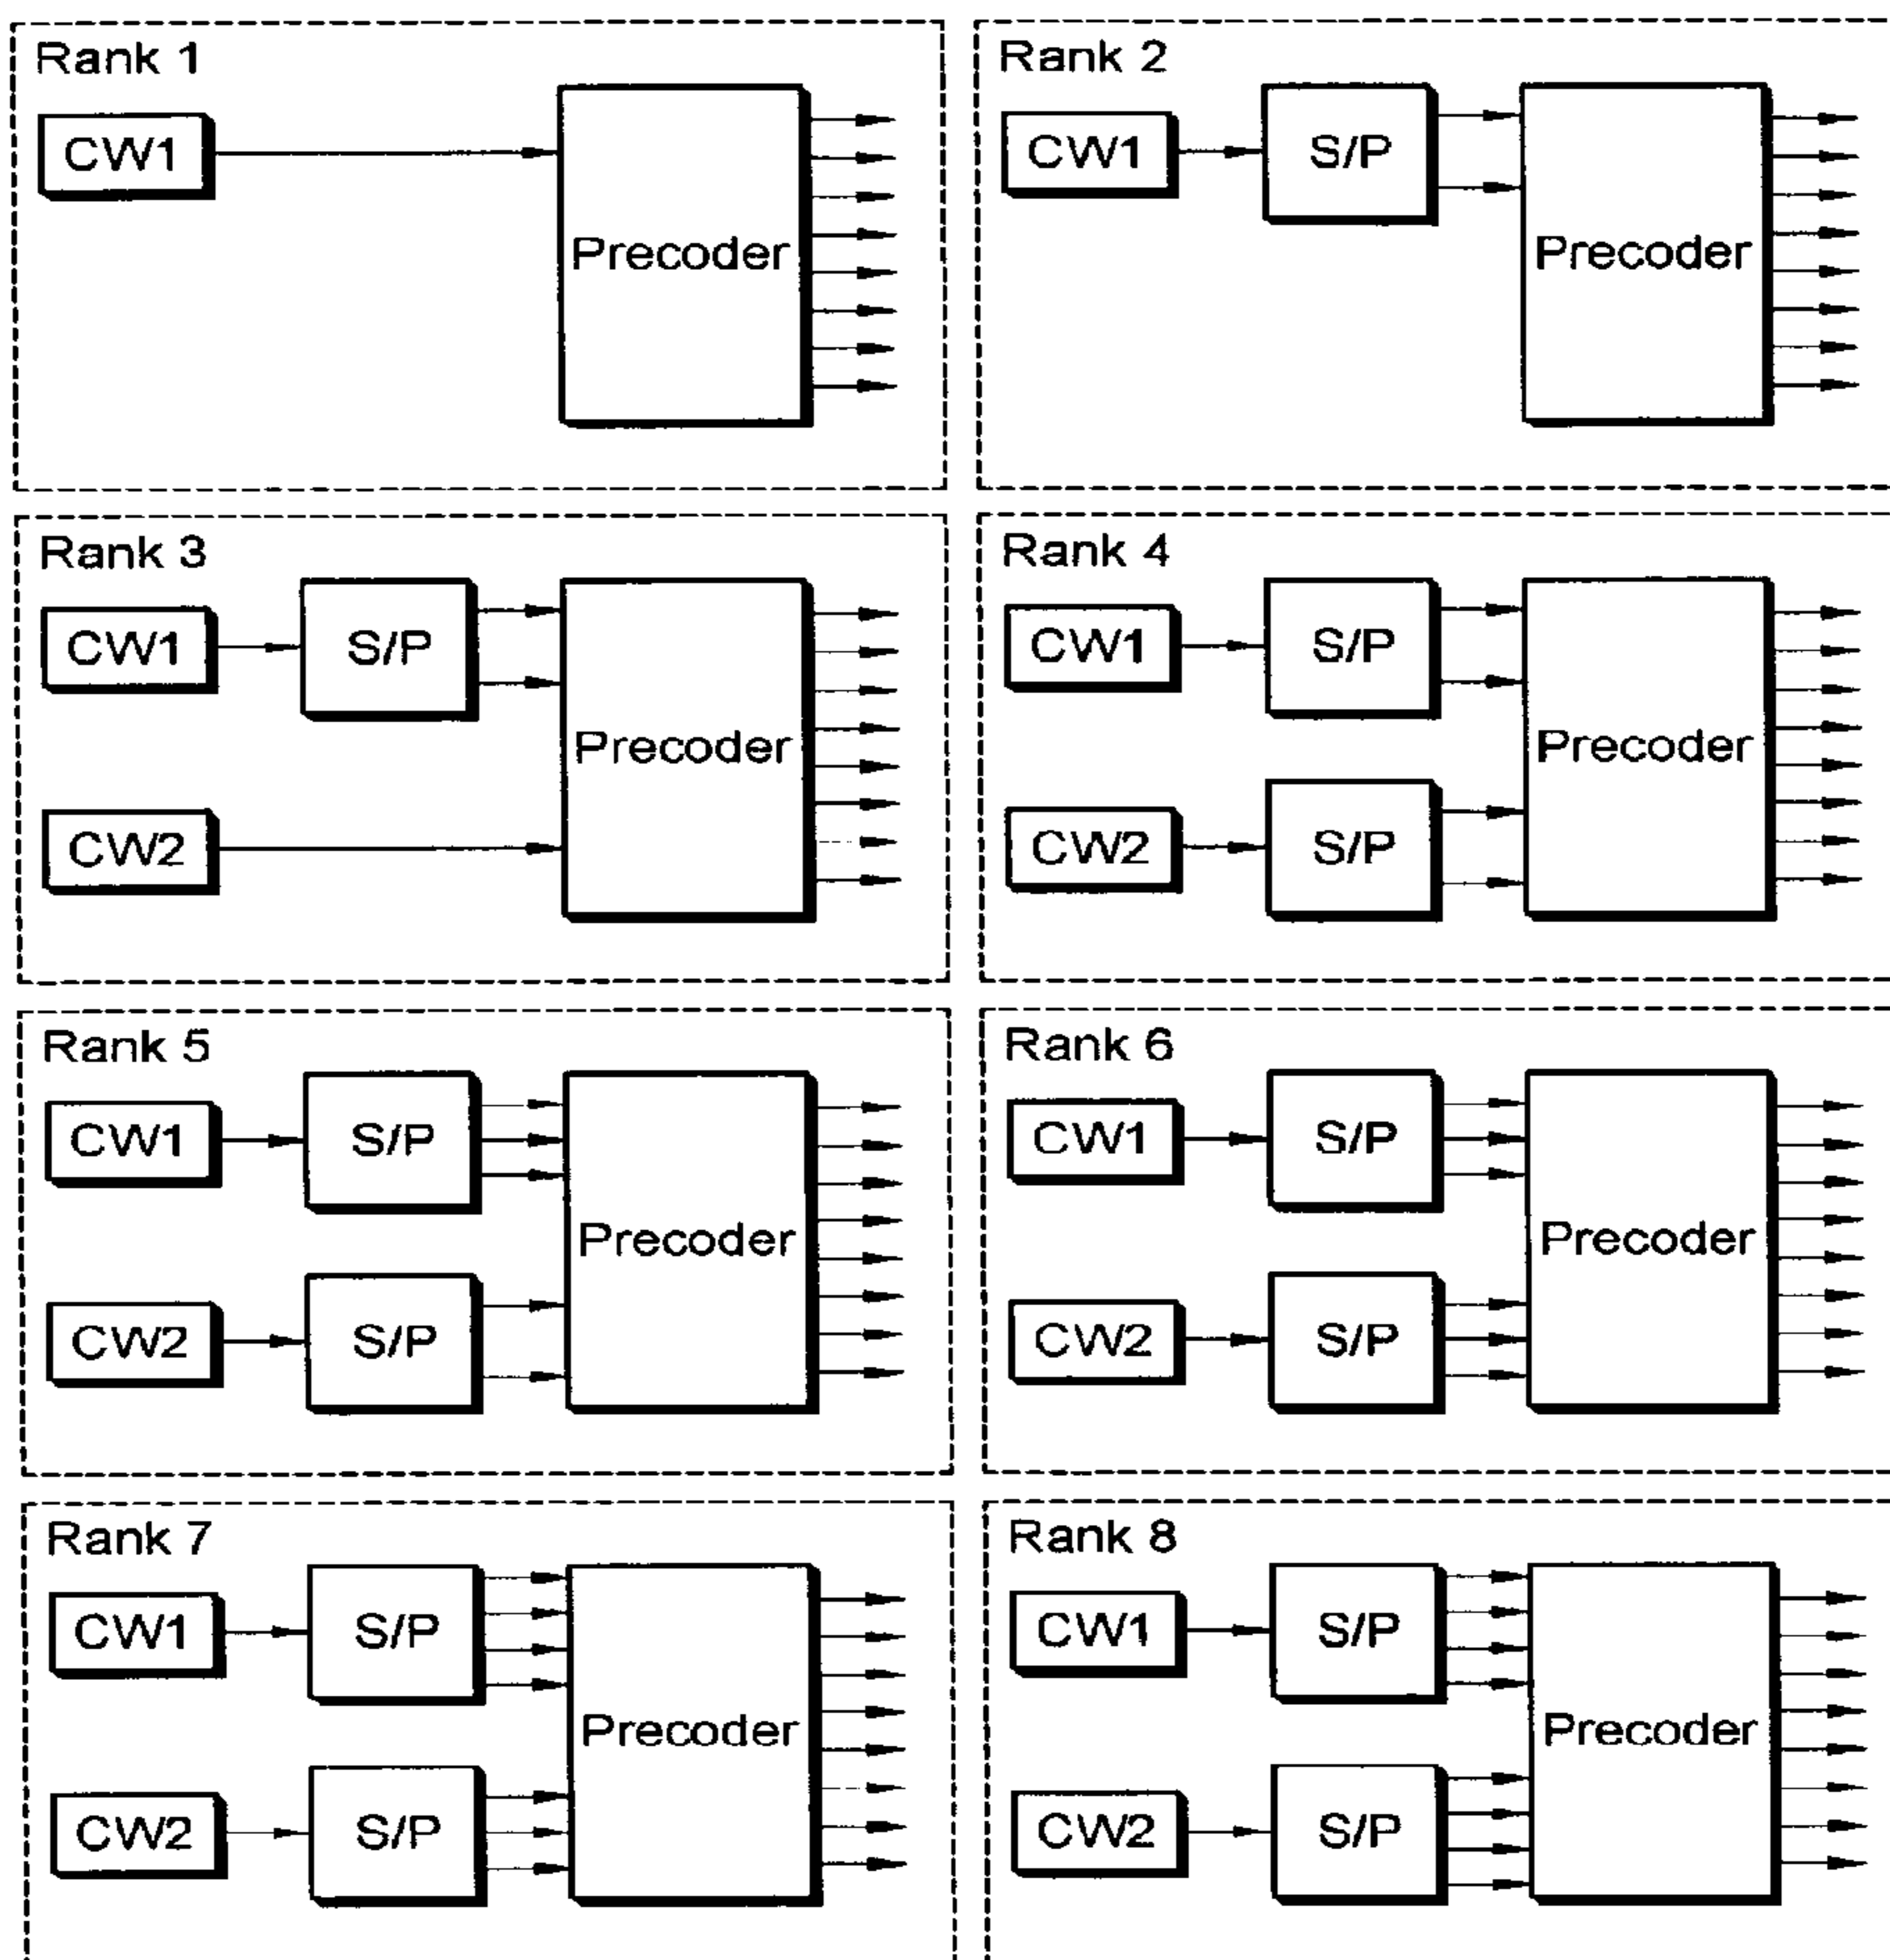 Rank 1
CW1
Precoder
Rank 2
CW1
S/P
Precoder
Rank 3
CW1
S/P
Precoder
CW2
Rank 4
CW1
S/P
Precoder
CW2
S/P
Rank 5
CW1
S/P
Precoder
CW2
S/P
Rank 6
CW1
S/P
Precoder
CW2
S/P
Rank 7
CW1
S/P
Precoder
CW2
S/P
Rank 8
CW1
S/P
Precoder
CW2
S/P